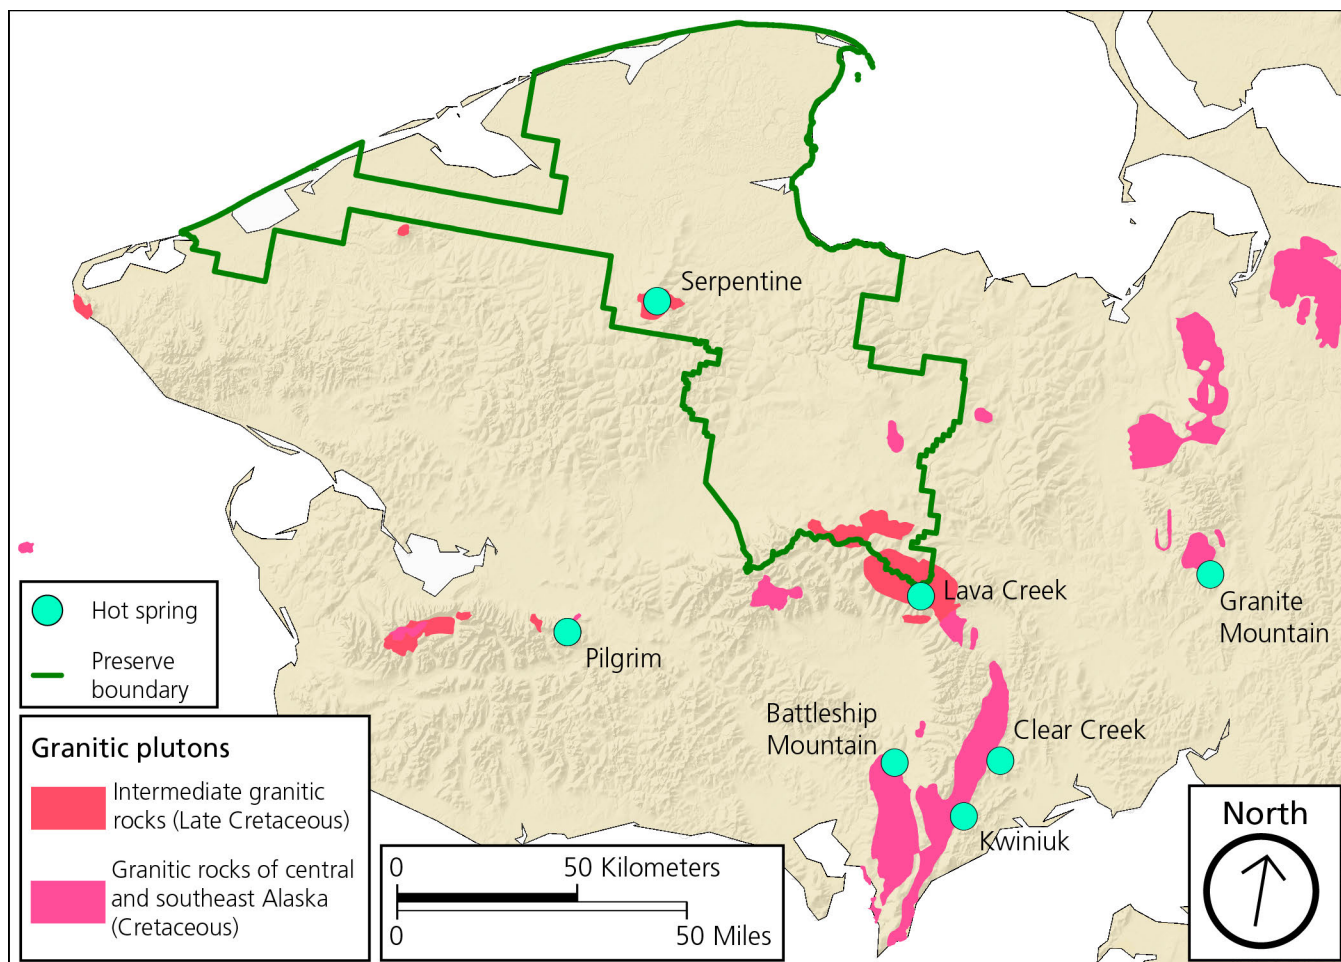 Serpentine
Lava Creek
Granite
Mountain
Pilgrim
Battleship
Mountain
Clear Creek
Kwiniuk
Hot spring
Preserve
boundary
Granitic plutons
Intermediate granitic
rocks (Late Cretaceous)
Granitic rocks of central
and southeast Alaska
(Cretaceous)
0 50 Kilometers
0 50 Miles
North